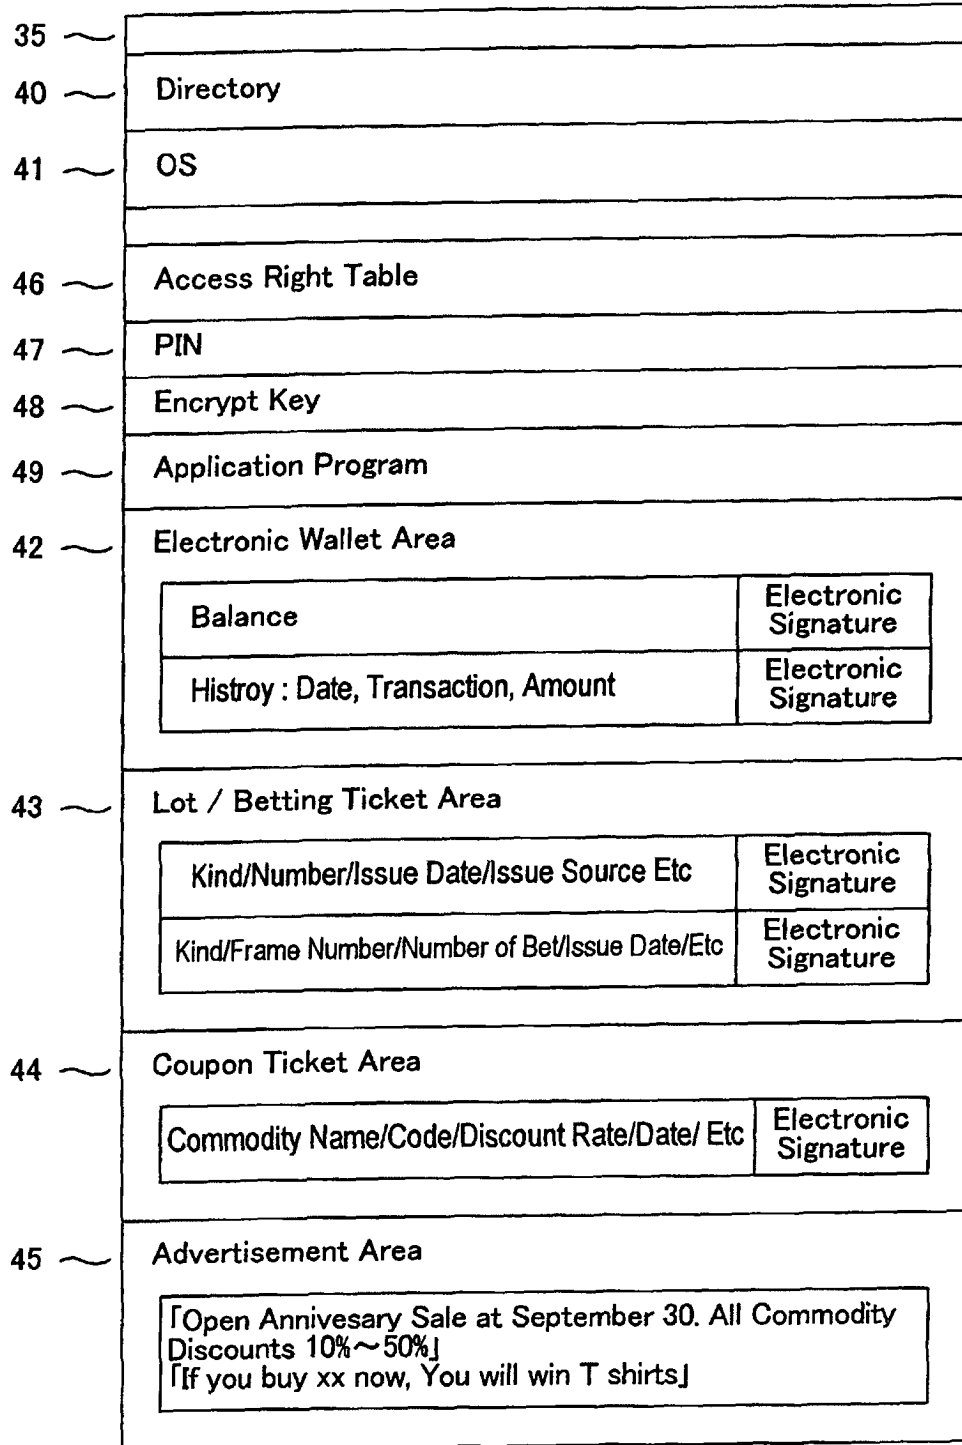 35
40 Directory
41 OS
46 Access Right Table
47 PIN
48 Encrypt Key
49 Application Program
42 Electronic Wallet Area
Balance
Electronic
Signature
Histroy : Date, Transaction, Amount
Electronic
Signature
43 Lot / Betting Ticket Area
Kind/Number/Issue Date/Issue Source Etc
Electronic
Signature
Kind/Frame Number/Number of Bet/Issue Date/Etc
Electronic
Signature
44 Coupon Ticket Area
Commodity Name/Code/Discount Rate/Date/ Etc
Electronic
Signature
45 Advertisement Area
「Open Annivesary Sale at September 30. All Commodity
Discounts 10%～50%」
「If you buy xx now, You will win T shirts」